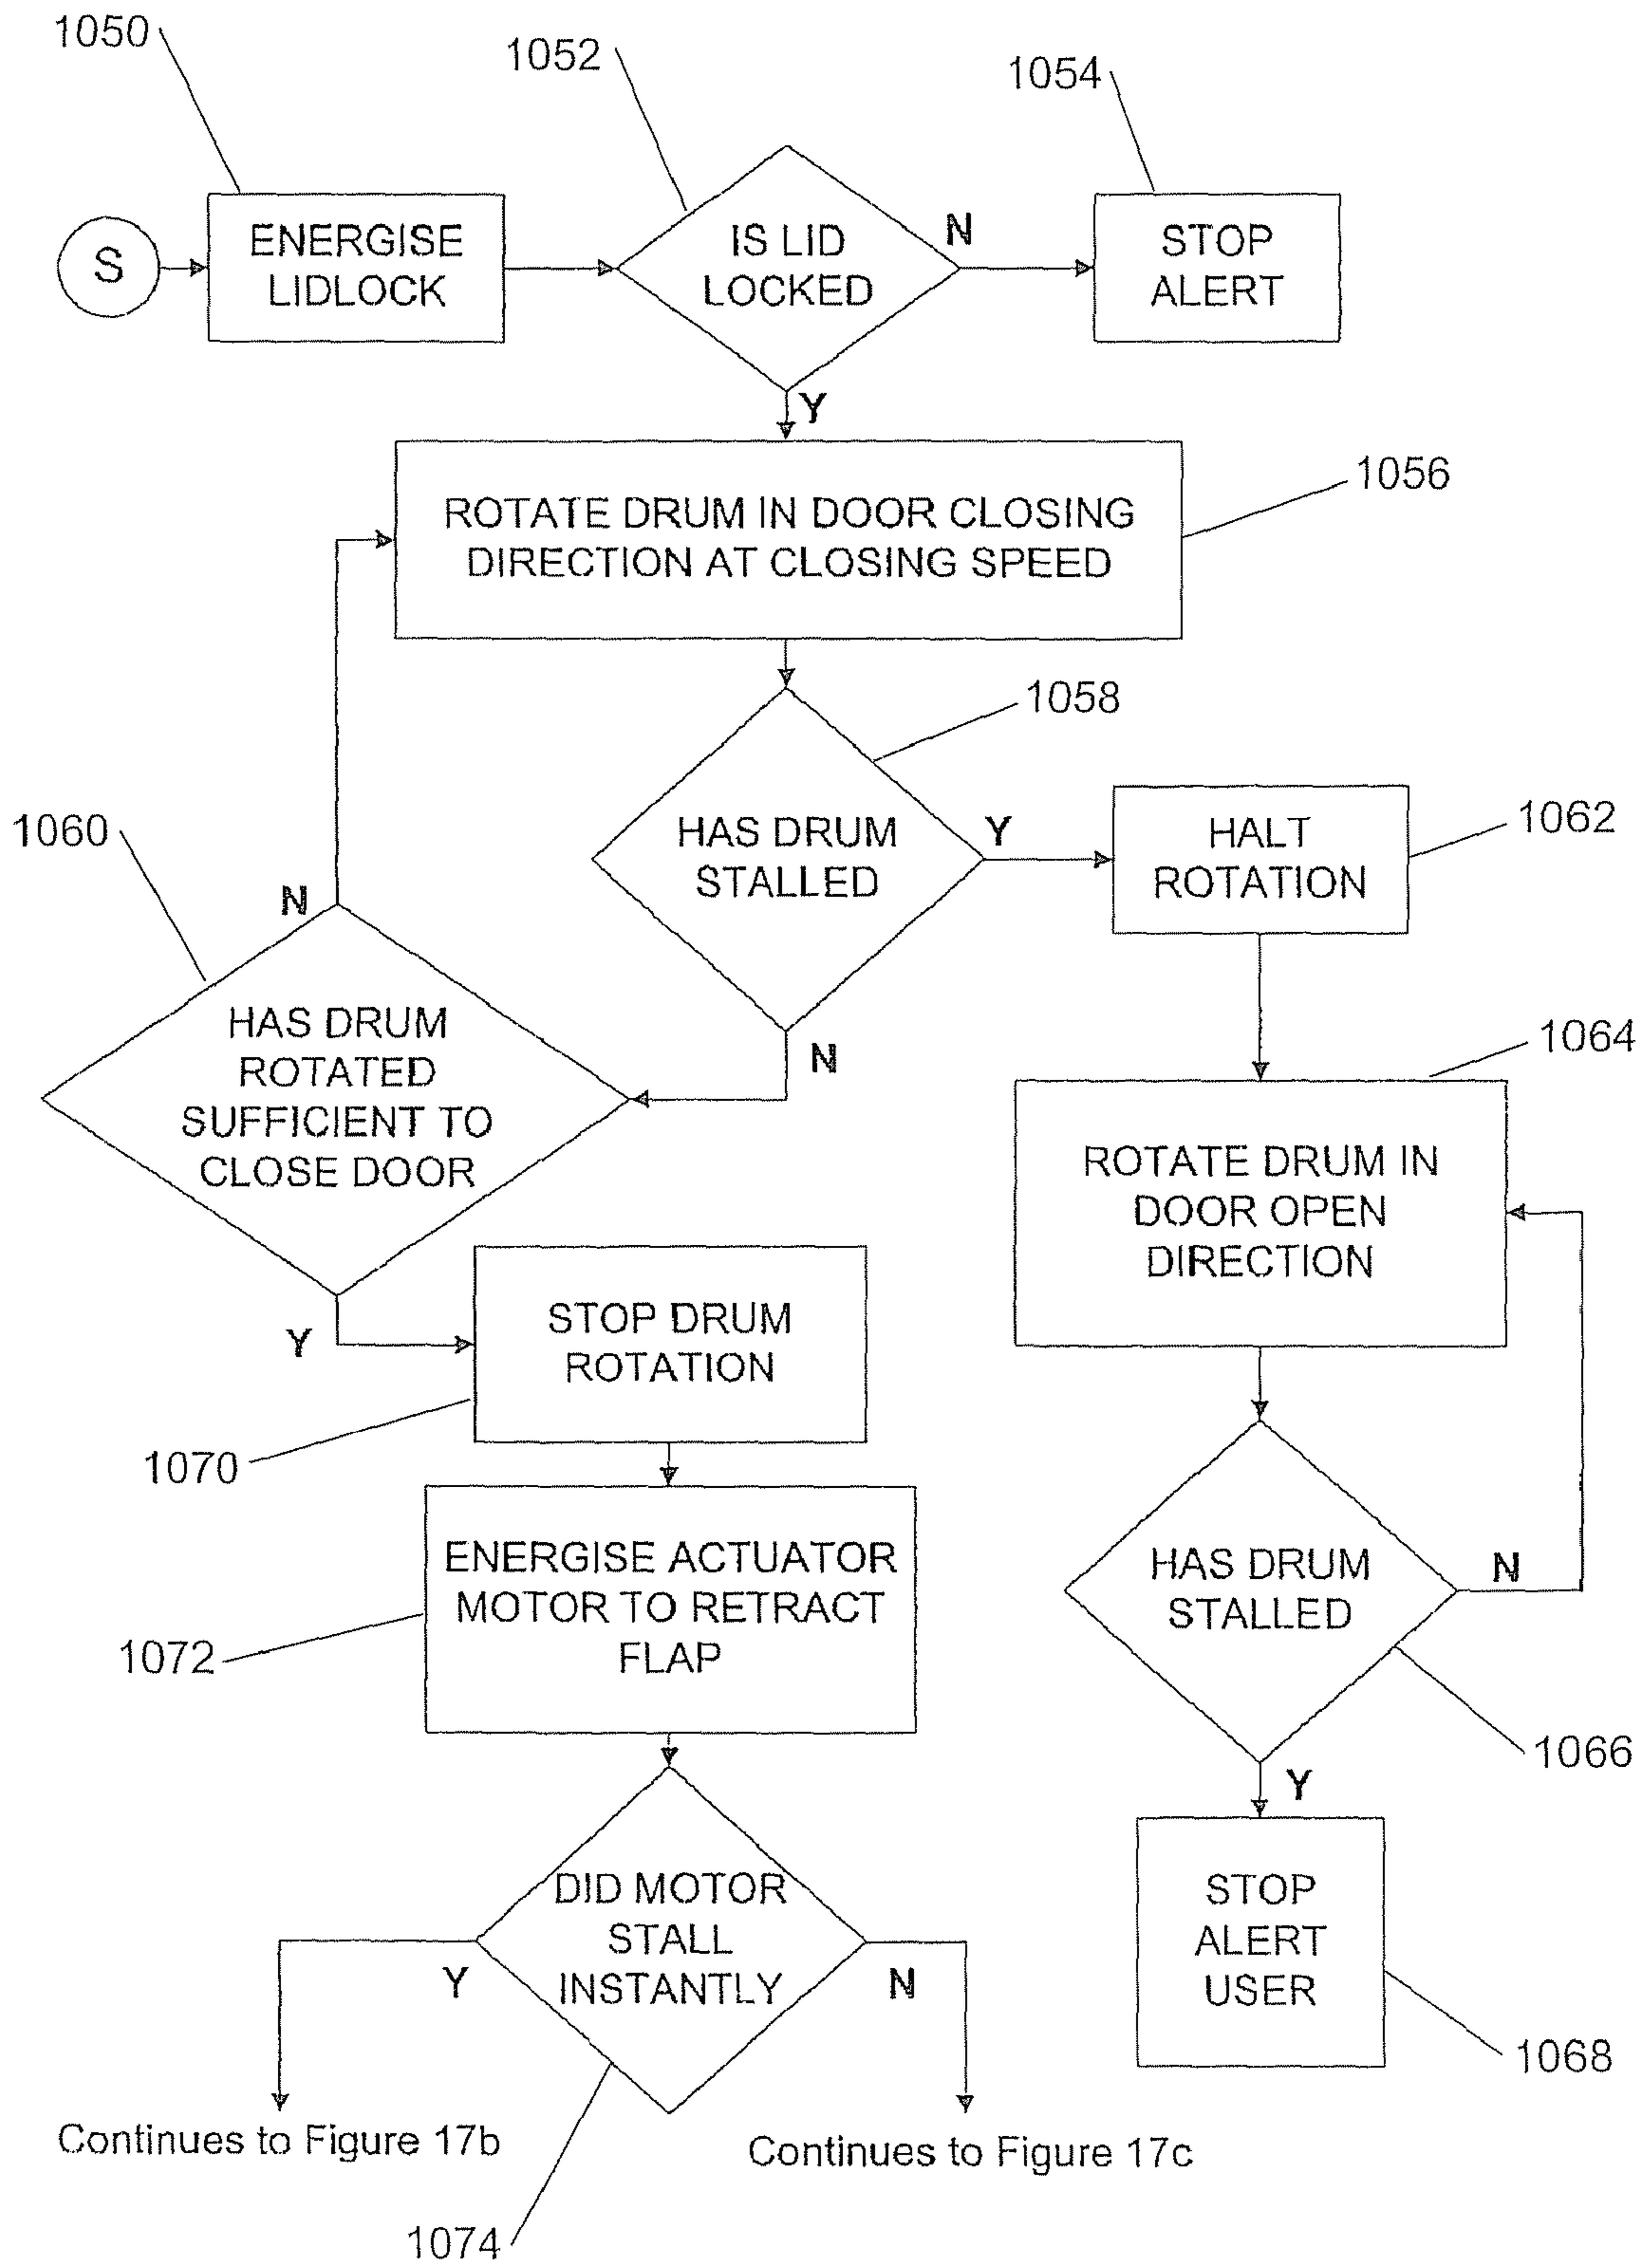 1050
1052
1054
S
ENERGISE
LIDLOCK
IS LID
LOCKED
N
STOP
ALERT
Y
ROTATE DRUM IN DOOR CLOSING
DIRECTION AT CLOSING SPEED
1056
1058
HAS DRUM
STALLED
Y
HALT
ROTATION
1062
1060
N
HAS DRUM
ROTATED
SUFFICIENT TO
CLOSE DOOR
N
1064
ROTATE DRUM IN
DOOR OPEN
DIRECTION
Y
STOP DRUM
ROTATION
1070
ENERGISE ACTUATOR
MOTOR TO RETRACT
FLAP
1072
HAS DRUM
STALLED
N
1066
Y
DID MOTOR
STALL
INSTANTLY
Y
N
STOP
ALERT
USER
1068
Continues to Figure 17b
Continues to Figure 17c
1074